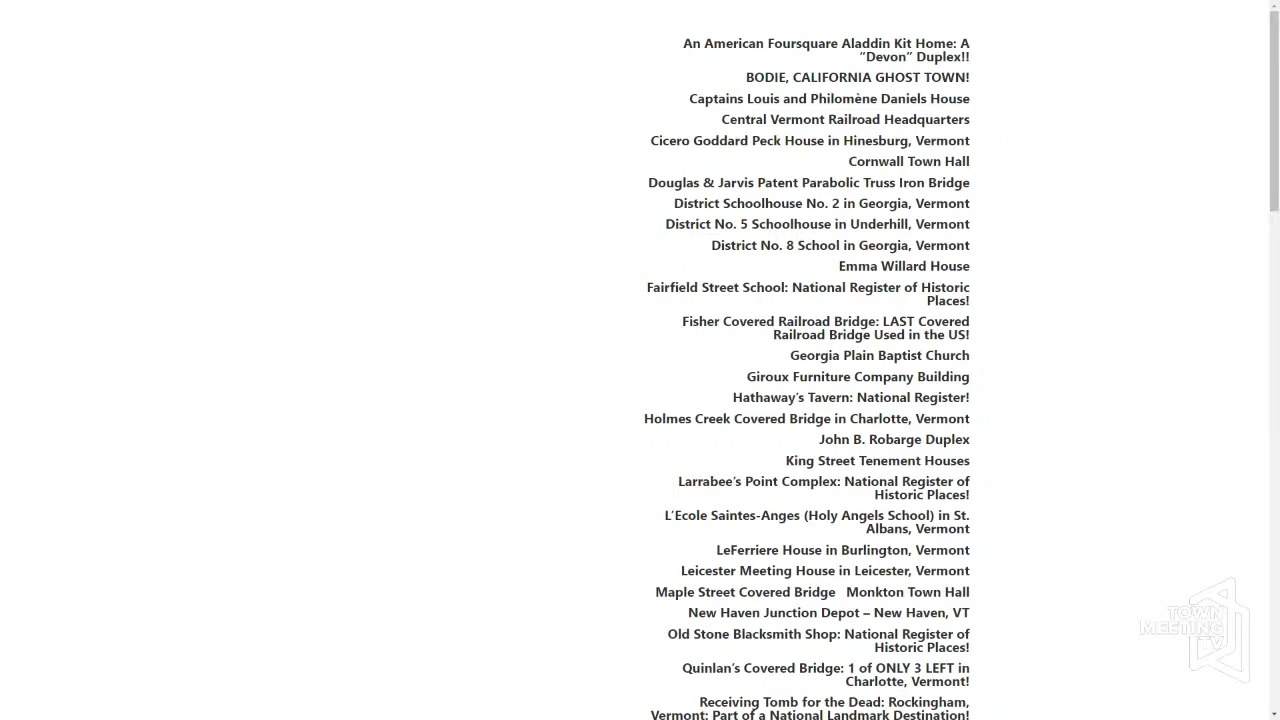 An American Foursquare Aladdin Kit Home: A
“Devon” Duplex!!
BODIE, CALIFORNIA GHOST TOWN!
Captains Louis and Philomène Daniels House
Central Vermont Railroad Headquarters
Cicero Goddard Peck House in Hinesburg, Vermont
Cornwall Town Hall
Douglas & Jarvis Patent Parabolic Truss Iron Bridge
District Schoolhouse No. 2 in Georgia, Vermont
District No. 5 Schoolhouse in Underhill, Vermont
District No. 8 School in Georgia, Vermont
Emma Willard House
Fairfield Street School: National Register of Historic
Places!
Fisher Covered Railroad Bridge: LAST Covered
Railroad Bridge Used in the US!
Georgia Plain Baptist Church
Giroux Furniture Company Building
Hathaway’s Tavern: National Register!
Holmes Creek Covered Bridge in Charlotte, Vermont
John B. Robarge Duplex
King Street Tenement Houses
Larrabee’s Point Complex: National Register of
Historic Places!
L’Ecole Saintes-Anges (Holy Angels School) in St.
Albans, Vermont
LeFerriere House in Burlington, Vermont
Leicester Meeting House in Leicester, Vermont
Maple Street Covered Bridge Monkton Town Hall
New Haven Junction Depot – New Haven, VT
Old Stone Blacksmith Shop: National Register of
Historic Places!
Quinlan’s Covered Bridge: 1 of ONLY 3 LEFT in
Charlotte, Vermont!
Receiving Tomb for the Dead: Rockingham,
Vermont: Part of a National Landmark Destination!
TOWN
MEETING
TV